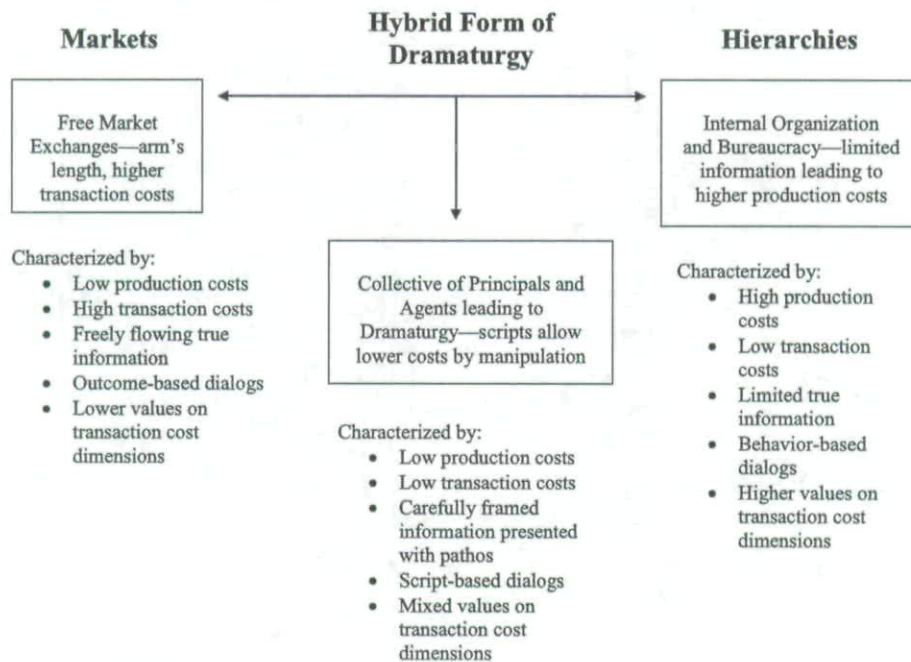 Markets
Hybrid Form of
Dramaturgy
Hierarchies
Free Market
Exchanges—arm's
length, higher
transaction costs
Characterized by:
• Low production costs
• High transaction costs
• Freely flowing true
information
• Outcome-based dialogs
• Lower values on
transaction cost
dimensions
Collective of Principals and
Agents leading to
Dramaturgy—scripts allow
lower costs by manipulation
Characterized by:
• Low production costs
• Low transaction costs
• Carefully framed
information presented
with pathos
• Script-based dialogs
• Mixed values on
transaction cost
dimensions
Internal Organization
and Bureaucracy—limited
information leading to
higher production costs
Characterized by:
• High production
costs
• Low transaction
costs
• Limited true
information
• Behavior-based
dialogs
• Higher values on
transaction cost
dimensions